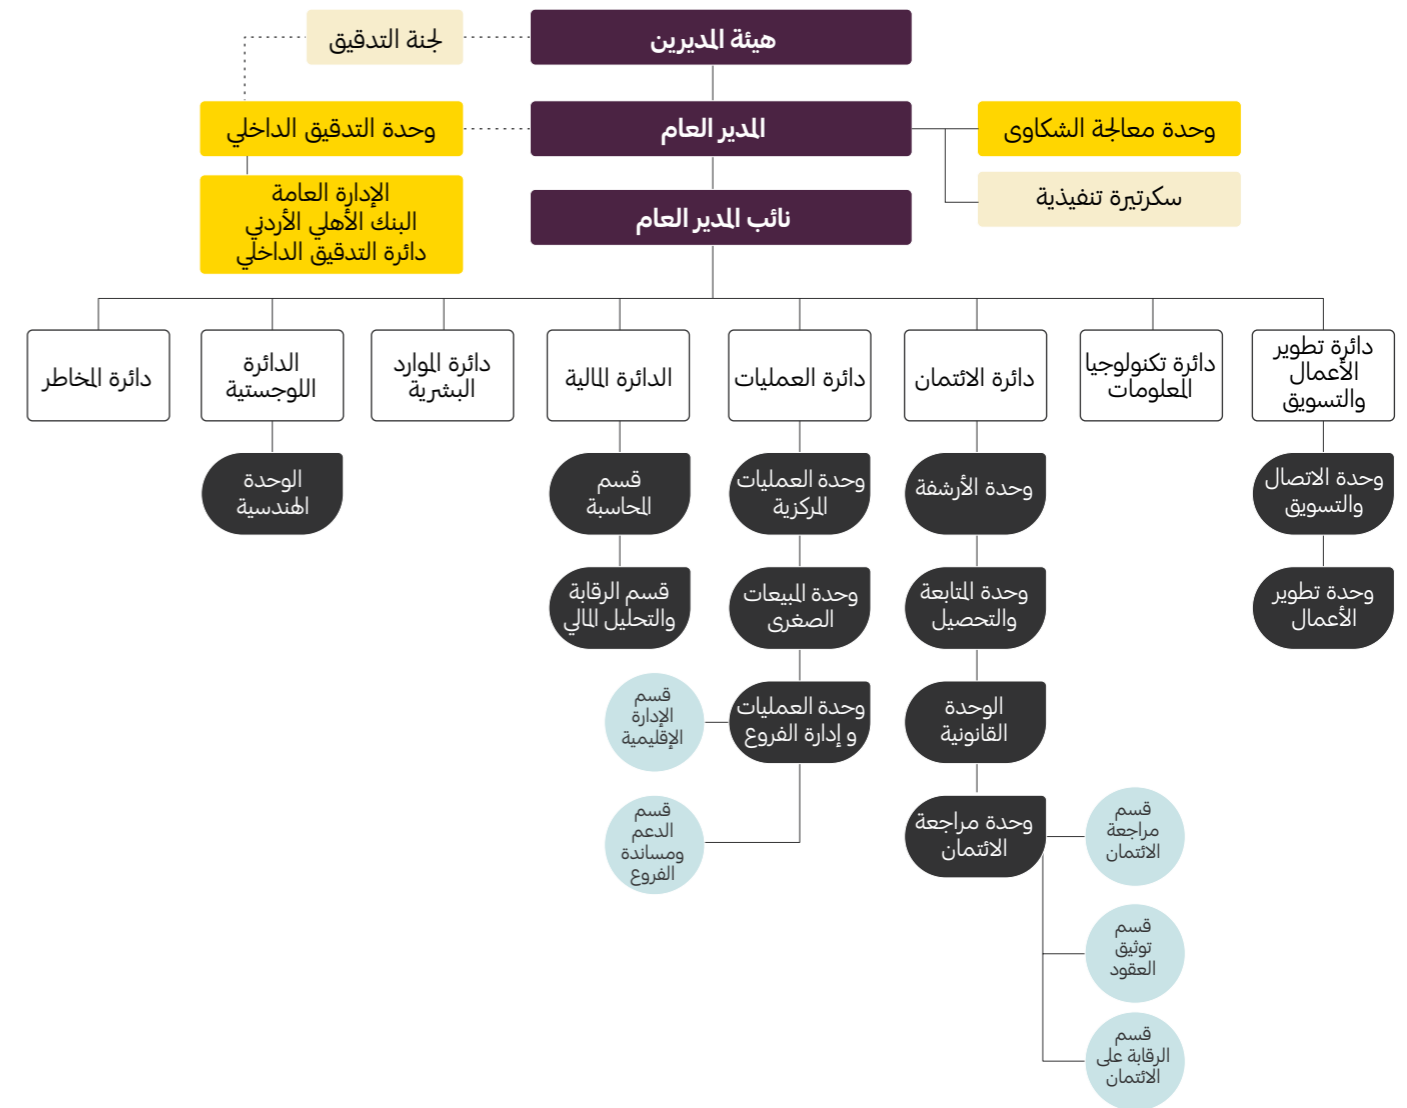 هيئة المديرين
لجنة التدقيق
وحدة معالجة الشكاوى
المدير العام
وحدة التدقيق الداخلي
سكرتيرة تنفيذية
نائب المدير العام
الإدارة العامة
البنك الأهلي الأردني
دائرة التدقيق الداخلي
دائرة تطوير
الأعمال
والتسويق
دائرة تكنولوجيا
المعلومات
دائرة الائتمان
دائرة العمليات
الدائرة المالية
دائرة الموارد
البشرية
الدائرة
اللوجستية
دائرة المخاطر
وحدة الاتصال
والتسويق
وحدة الأرشفة
وحدة العمليات
المركزية
قسم
المحاسبة
الوحدة
الهندسية
وحدة تطوير
الأعمال
وحدة المتابعة
والتحصيل
وحدة المبيعات
الصغرى
قسم الرقابة
والتحليل المالي
الوحدة
القانونية
وحدة العمليات
و إدارة الفروع
قسم
الإدارة
الإقليمية
قسم
مراجعة
الائتمان
وحدة مراجعة
الائتمان
قسم
الدعم
ومساندة
الفروع
قسم
توثيق
العقود
قسم
الرقابة على
الائتمان